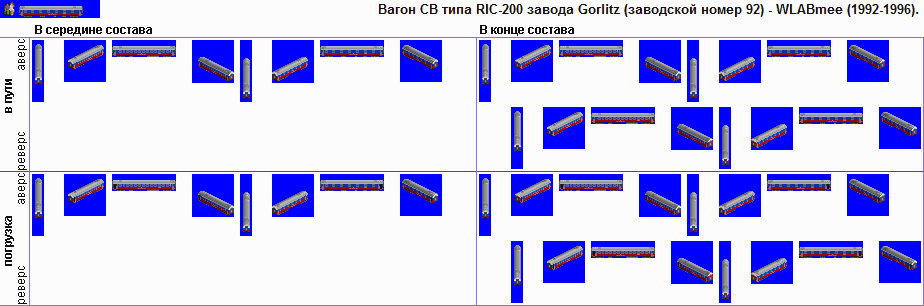 Вагон СВ типа RIC-200 завода Gorlitz (заводской номер 92) - WLABmee (1992-1996).
В середине состава
В конце состава
в пути
аверс
реверс
погрузка
аверс
реверс